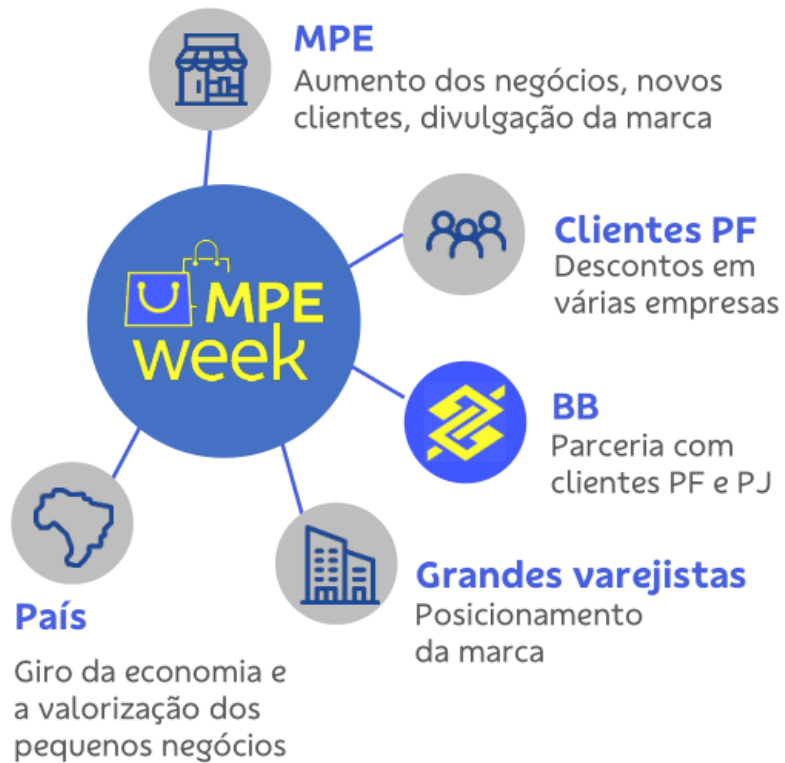 MPE
Aumento dos negócios, novos
clientes, divulgação da marca
Clientes PF
Descontos em
várias empresas
MPE
week
BB
Parceria com
clientes PF e PJ
Grandes varejistas
Posicionamento
da marca
País
Giro da economia e
a valorização dos
pequenos negócios